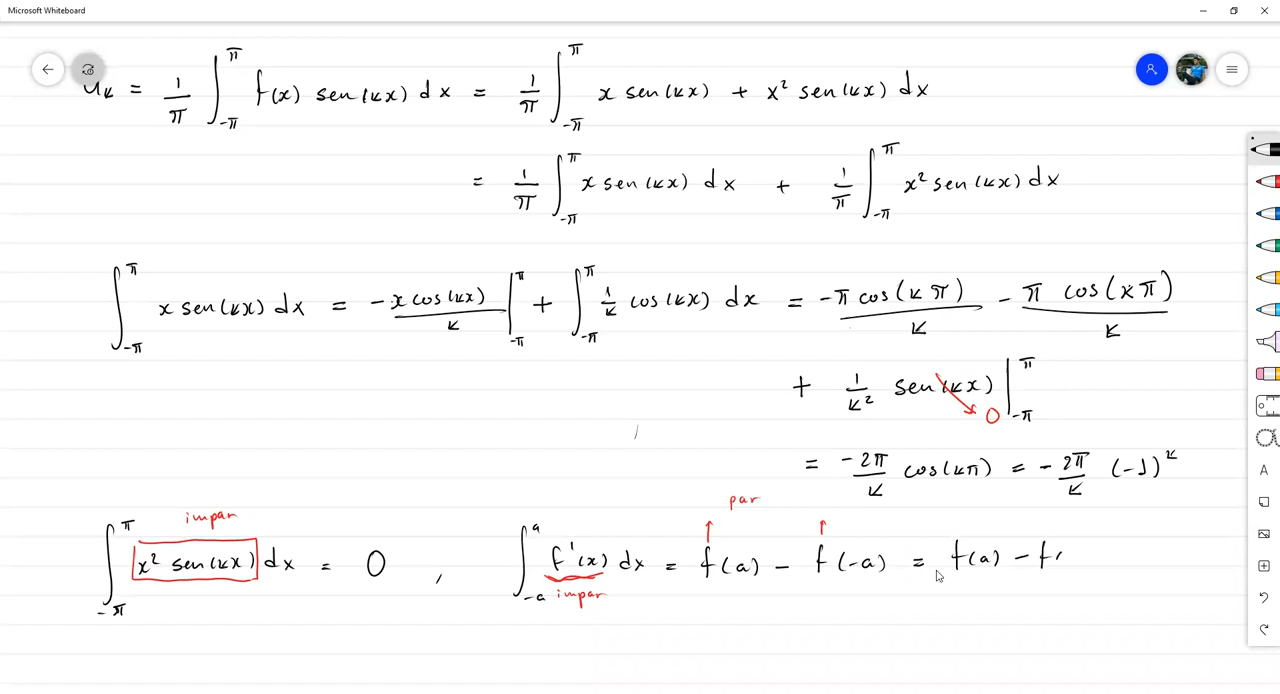 Microsoft Whiteboard
u_k = 1/π ∫_{-π}^{π} f(x) sen(kx) dx = 1/π ∫_{-π}^{π} x sen(kx) + x² sen(kx) dx
= 1/π ∫_{-π}^{π} x sen(kx) dx + 1/π ∫_{-π}^{π} x² sen(kx) dx
∫_{-π}^{π} x sen(kx) dx = -x cos(kx)/k |_{-π}^{π} + ∫_{-π}^{π} 1/k cos(kx) dx = -π cos(kπ)/k - π cos(kπ)/k
+ 1/k² sen(kx) |_{-π}^{π} 0
= -2π/k cos(kπ) = -2π/k (-1)^k
impar par
∫_{-π}^{π} x² sen(kx) dx = 0 , ∫_{-a}^{a} f'(x) dx = f(a) - f(-a) = f(a) - f(
impar
A